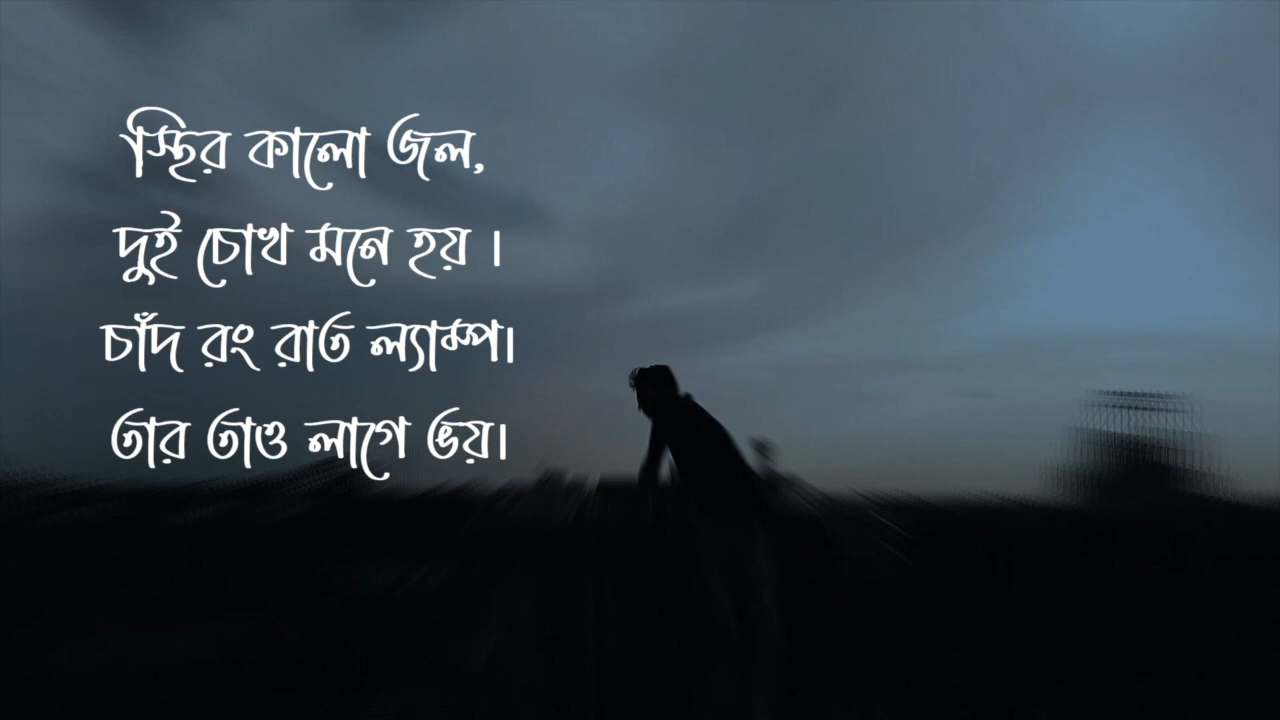 স্থির কালো জল,
দুই চোখ মনে হয় ।
চাঁদ রং রাত ল্যাম্প।
তার তাও লাগে ভয়।